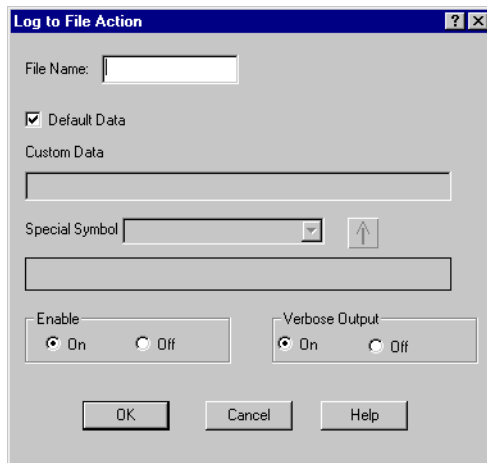 Log to File Action
File Name:
Default Data
Custom Data
Special Symbol
Enable
On Off
Verbose Output
On Off
OK Cancel Help